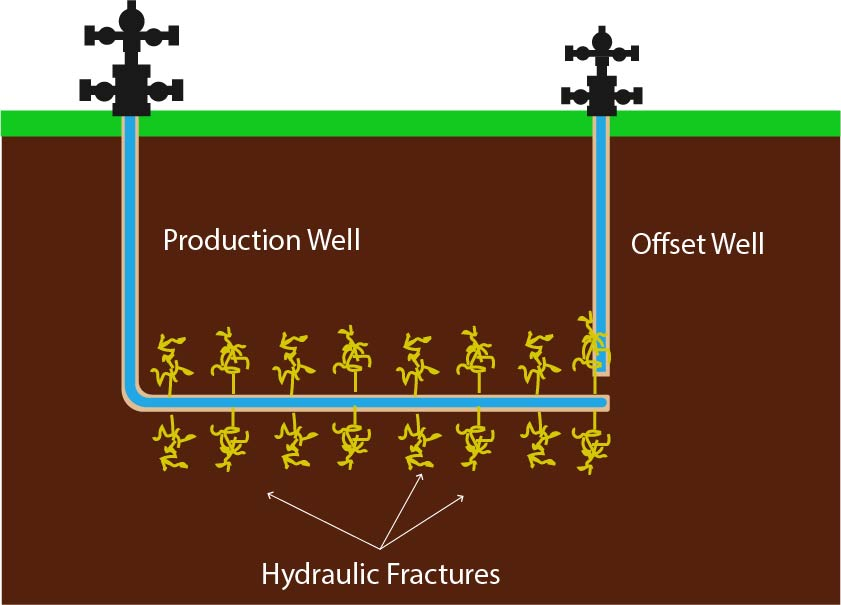 Production Well
Offset Well
Hydraulic Fractures